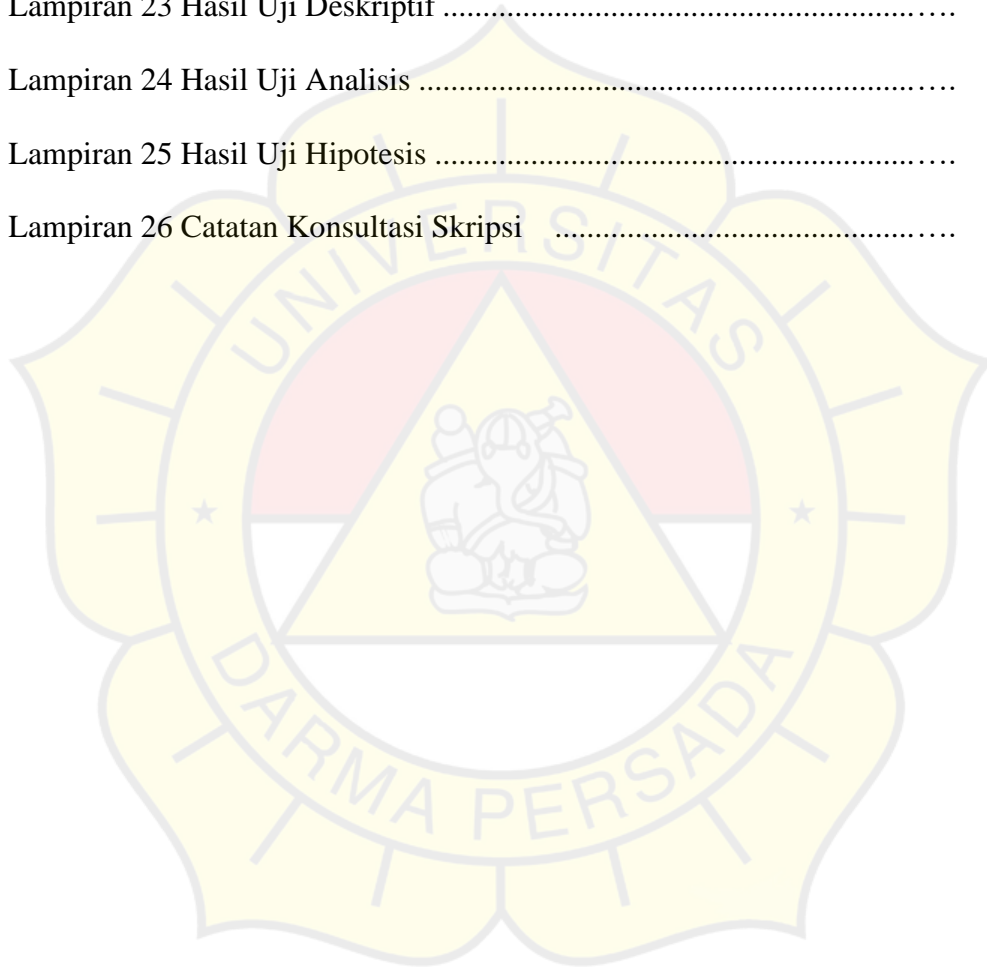 Lampiran 23 Hasil Uji Deskriptif ................................................................
Lampiran 24 Hasil Uji Analisis ...................................................................
Lampiran 25 Hasil Uji Hipotesis .................................................................
Lampiran 26 Catatan Konsultasi Skripsi .................................................
UNIVERSITAS
DARMA PERSADA